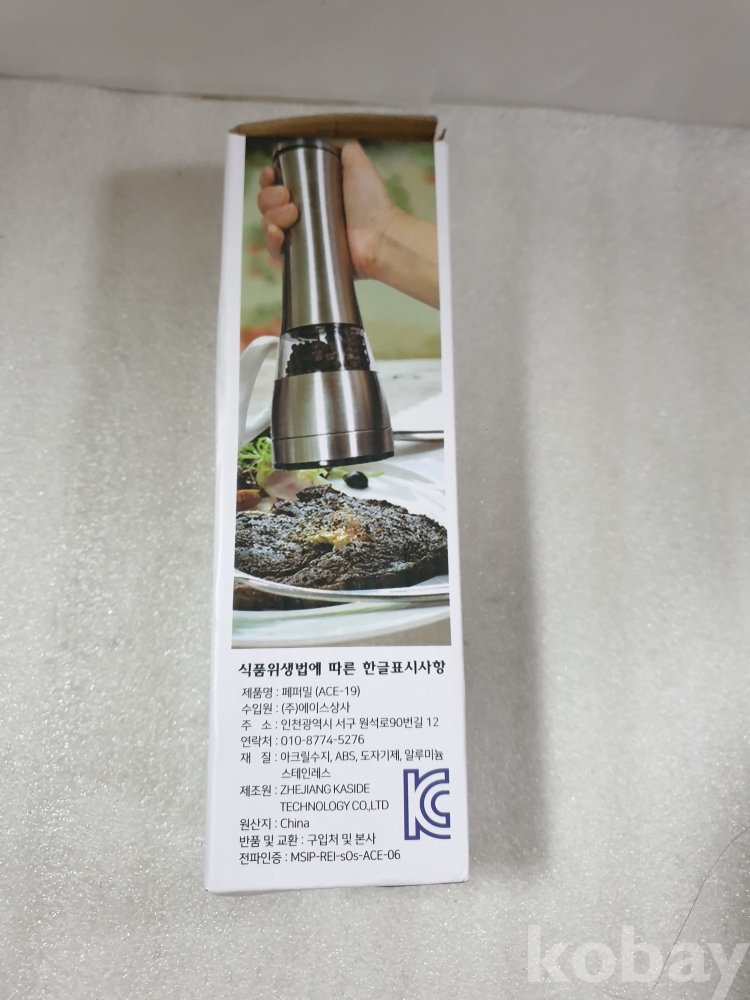 식품위생법에 따른 한글표시사항
제품명 : 페퍼밀 (ACE-19)
수입원 : (주)에이스상사
주 소 : 인천광역시 서구 원석로90번길 12
연락처 : 010-8774-5276
재 질 : 아크릴수지, ABS, 도자기제, 알루미늄
스테인레스
제조원 : ZHEJIANG KASIDE
TECHNOLOGY CO.,LTD
원산지 : China
반품 및 교환 : 구입처 및 본사
전파인증 : MSIP-REI-sOs-ACE-06
KC
kobay